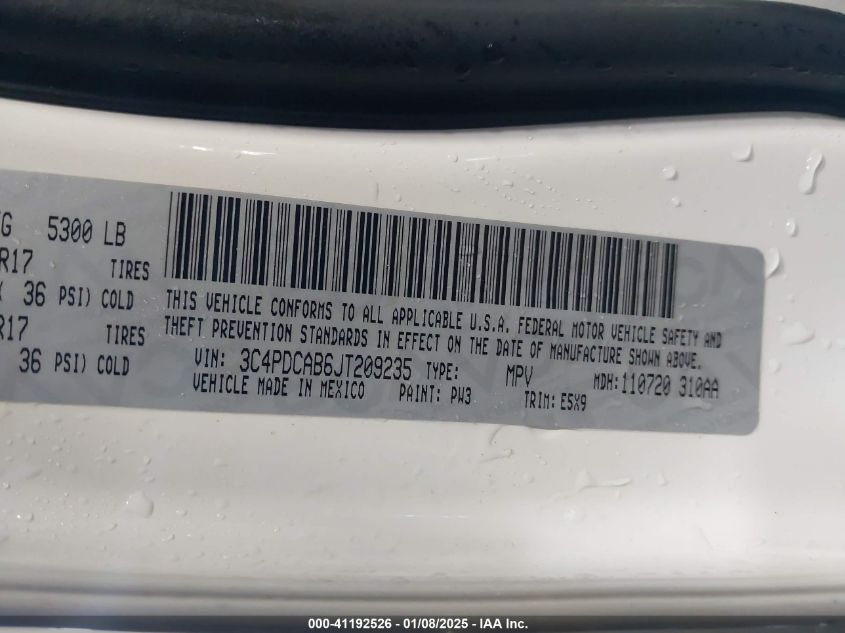 5300 LB
R17 TIRES
36 PSI) COLD
R17 TIRES
36 PSI) COLD
THIS VEHICLE CONFORMS TO ALL APPLICABLE U.S.A. FEDERAL MOTOR VEHICLE SAFETY AND
THEFT PREVENTION STANDARDS IN EFFECT ON THE DATE OF MANUFACTURE SHOWN ABOVE.
VIN: 3C4PDCAB6JT209235 TYPE: MPV MDH: 110720 310AA
VEHICLE MADE IN MEXICO PAINT: PW3 TRIM: E5X9
000-41192526 - 01/08/2025 - IAA Inc.